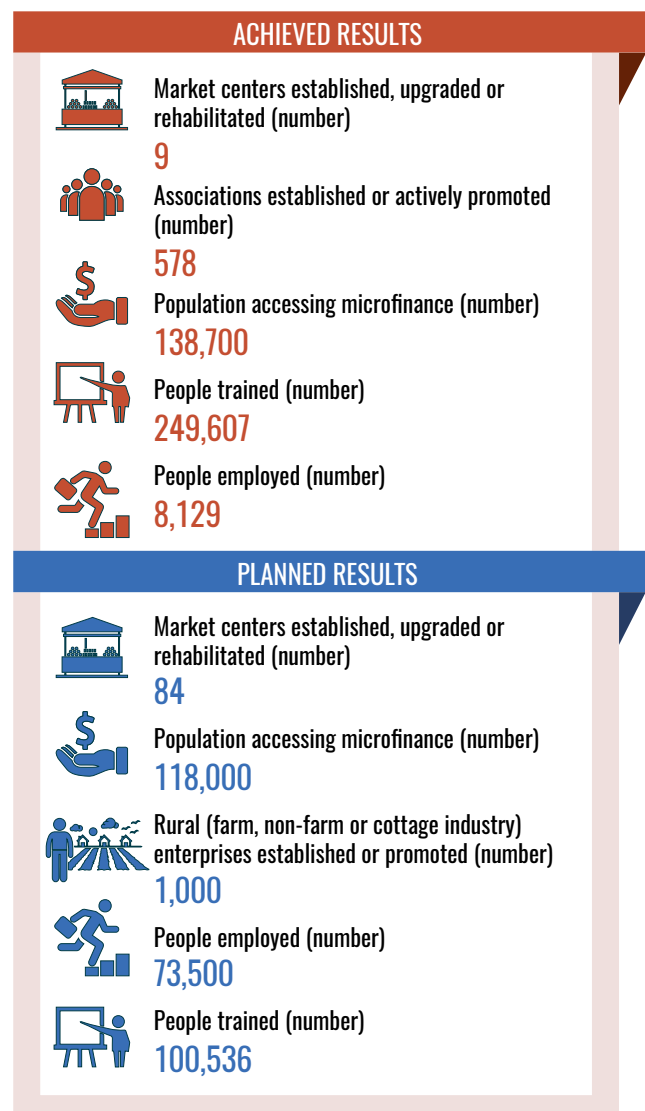 ACHIEVED RESULTS
Market centers established, upgraded or
rehabilitated (number)
9
Associations established or actively promoted
(number)
578
Population accessing microfinance (number)
138,700
People trained (number)
249,607
People employed (number)
8,129
PLANNED RESULTS
Market centers established, upgraded or
rehabilitated (number)
84
Population accessing microfinance (number)
118,000
Rural (farm, non-farm or cottage industry)
enterprises established or promoted (number)
1,000
People employed (number)
73,500
People trained (number)
100,536